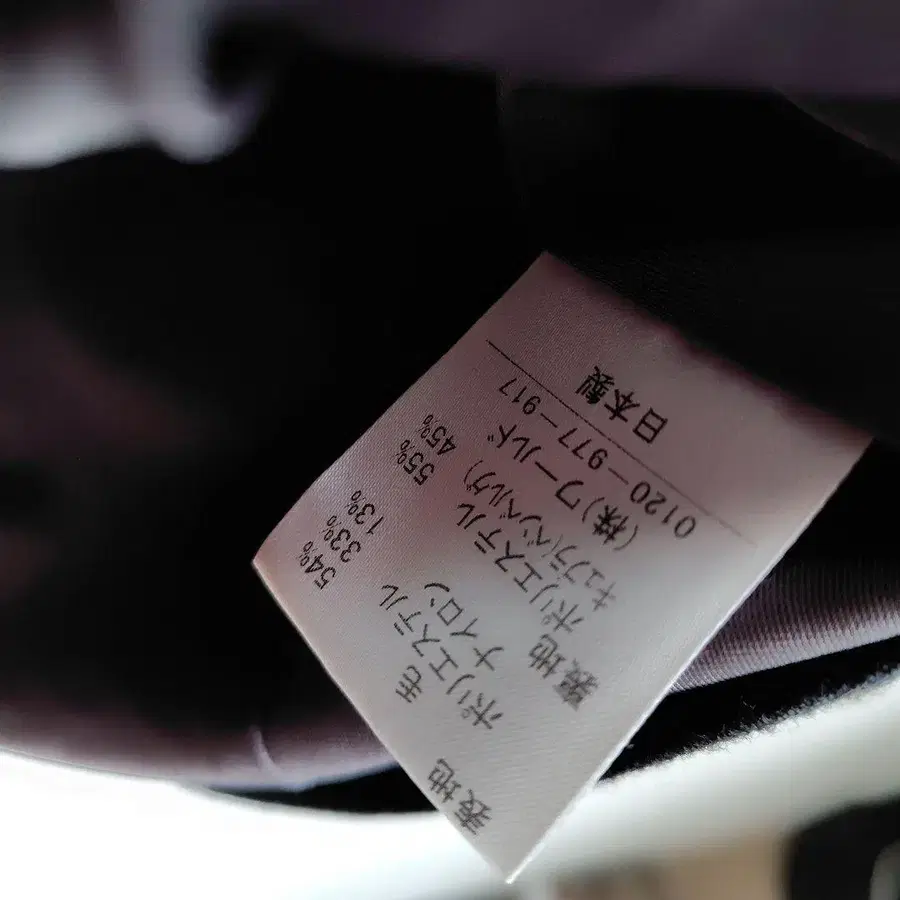 表地 毛 54%
ポリエステル 33%
ナイロン 13%
裏地 ポリエステル 55%
キュプラ(ベンベルグ) 45%
(株)ワールド
0120-977-917
日本製